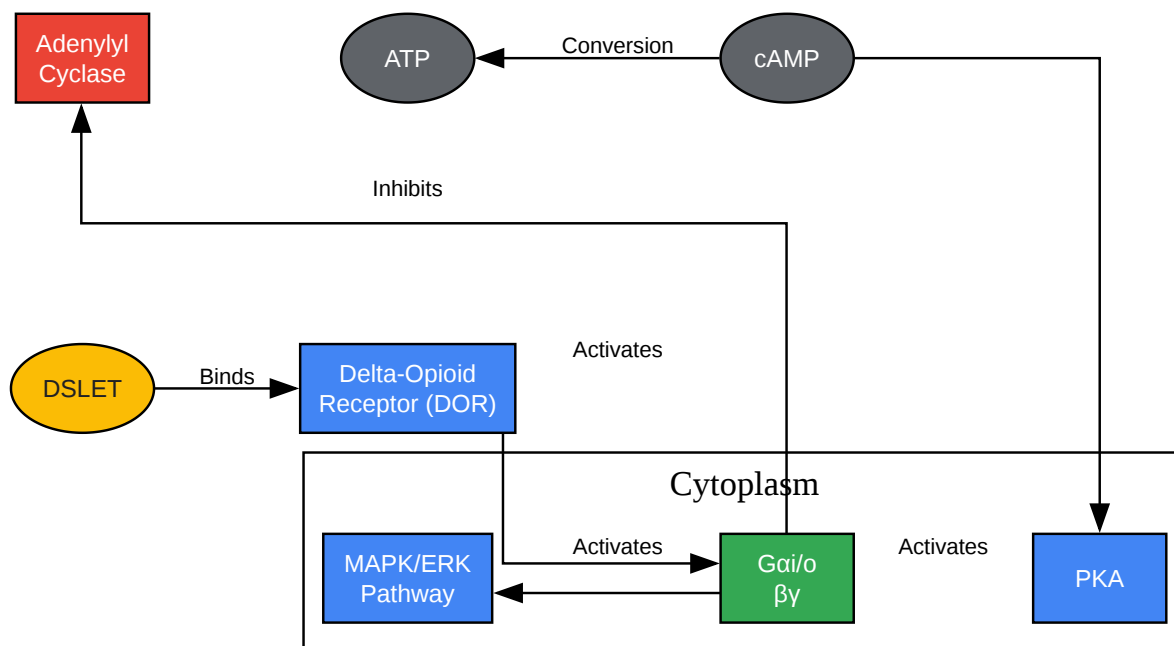 Adenylyl
Cyclase
ATP
Conversion
cAMP
Inhibits
DSLET
Binds
Delta-Opioid
Receptor (DOR)
Activates
Cytoplasm
MAPK/ERK
Pathway
Activates
Gαi/o
βγ
Activates
PKA